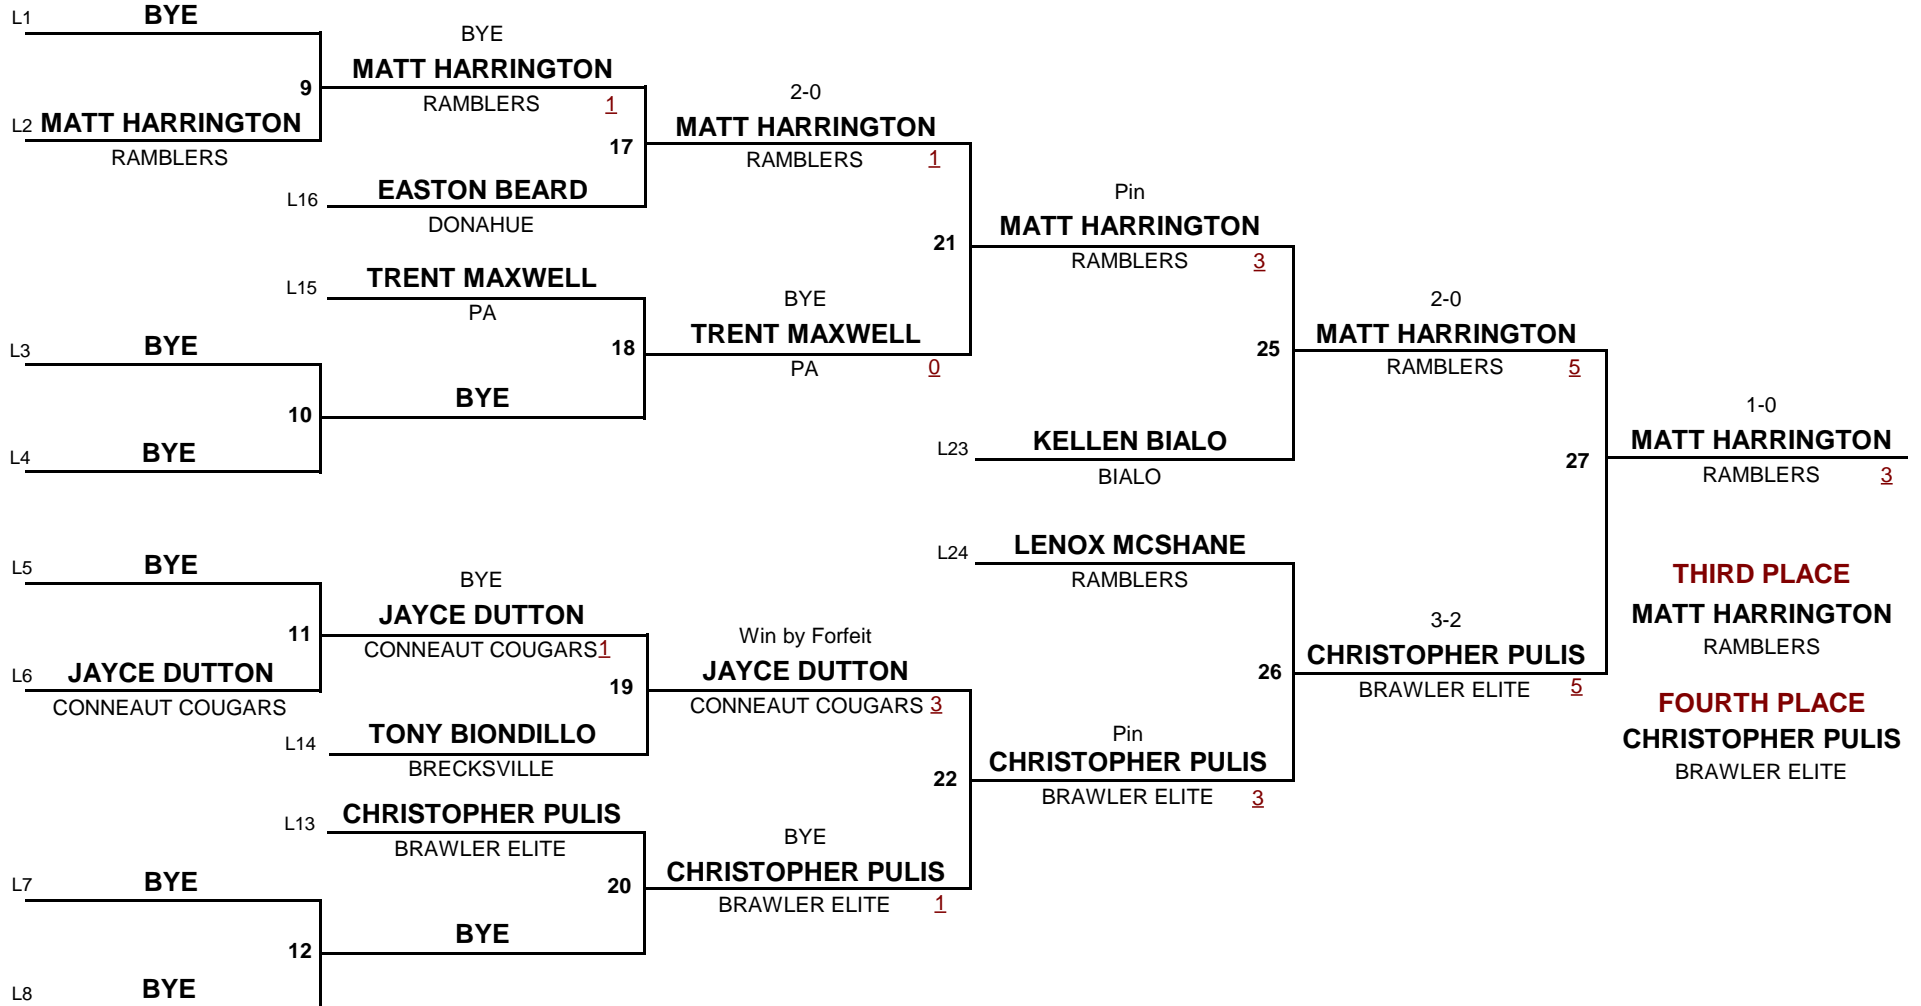 L1 BYE
BYE
MATT HARRINGTON
9
RAMBLERS 1
L2 MATT HARRINGTON
RAMBLERS
2-0
MATT HARRINGTON
17
RAMBLERS 1
L16 EASTON BEARD
DONAHUE
Pin
MATT HARRINGTON
21
RAMBLERS 3
L15 TRENT MAXWELL
PA
BYE
TRENT MAXWELL
18
PA 0
L3 BYE
10
BYE
L4 BYE
2-0
MATT HARRINGTON
25
RAMBLERS 5
L23 KELLEN BIALO
BIALO
1-0
MATT HARRINGTON
27
RAMBLERS 3
L24 LENOX MCSHANE
RAMBLERS
L5 BYE
BYE
JAYCE DUTTON
11
CONNEAUT COUGARS 1
L6 JAYCE DUTTON
CONNEAUT COUGARS
Win by Forfeit
JAYCE DUTTON
19
CONNEAUT COUGARS 3
L14 TONY BIONDILLO
BRECKSVILLE
3-2
CHRISTOPHER PULIS
26
BRAWLER ELITE 5
THIRD PLACE
MATT HARRINGTON
RAMBLERS
FOURTH PLACE
CHRISTOPHER PULIS
BRAWLER ELITE
Pin
CHRISTOPHER PULIS
22
BRAWLER ELITE 3
L13 CHRISTOPHER PULIS
BRAWLER ELITE
BYE
CHRISTOPHER PULIS
20
BRAWLER ELITE 1
L7 BYE
12
BYE
L8 BYE